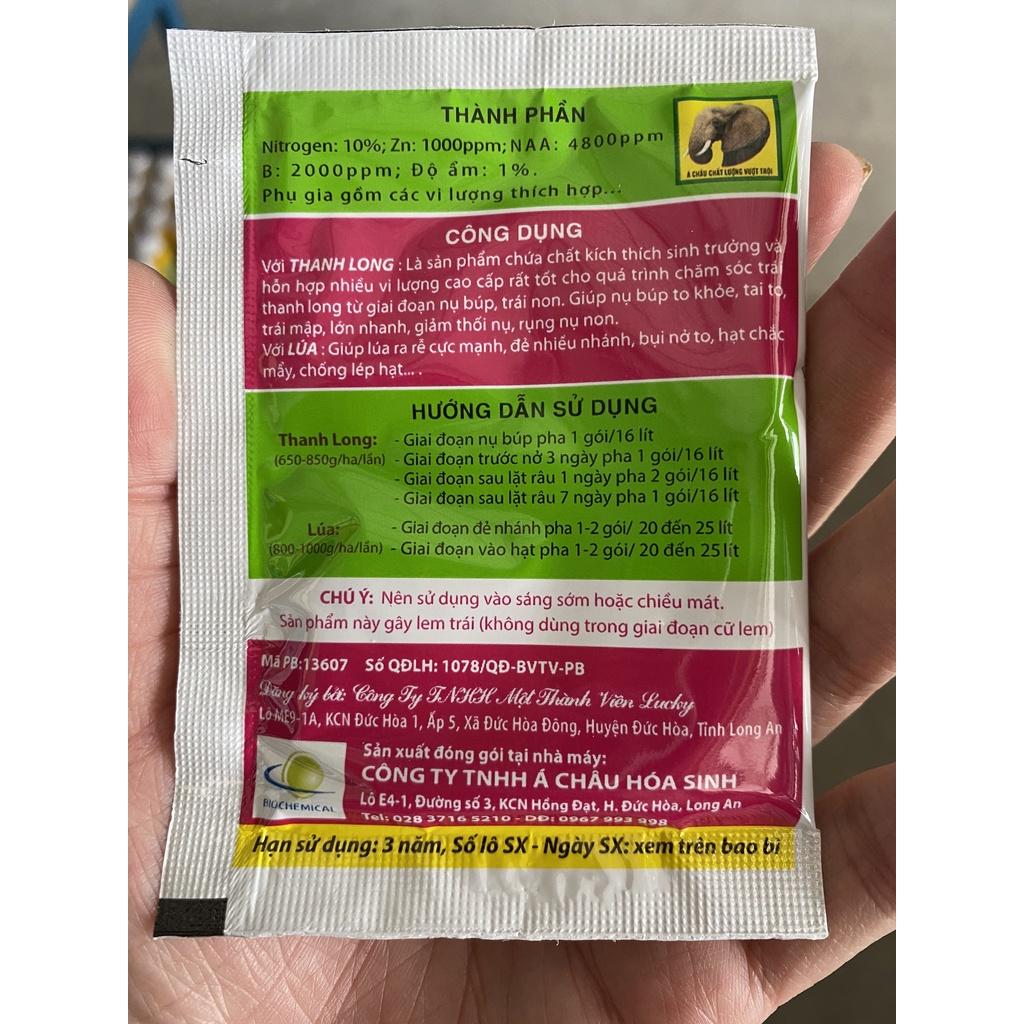 THÀNH PHẦN
Nitrogen: 10%; Zn: 1000ppm; NAA: 4800ppm
B: 2000ppm; Độ ẩm: 1%.
Phụ gia gồm các vi lượng thích hợp...
Á CHÂU CHẤT LƯỢNG VƯỢT TRỘI
CÔNG DỤNG
Với THANH LONG : Là sản phẩm chứa chất kích thích sinh trưởng và
hỗn hợp nhiều vi lượng cao cấp rất tốt cho quá trình chăm sóc trái
thanh long từ giai đoạn nụ búp, trái non. Giúp nụ búp to khỏe, tai to,
trái mập, lớn nhanh, giảm thối nụ, rụng nụ non.
Với LÚA : Giúp lúa ra rễ cực mạnh, đẻ nhiều nhánh, bụi nở to, hạt chắc
mẩy, chống lép hạt... .
HƯỚNG DẪN SỬ DỤNG
Thanh Long: - Giai đoạn nụ búp pha 1 gói/16 lít
(650-850g/ha/lần) - Giai đoạn trước nở 3 ngày pha 1 gói/16 lít
- Giai đoạn sau lặt râu 1 ngày pha 2 gói/16 lít
- Giai đoạn sau lặt râu 7 ngày pha 1 gói/16 lít
Lúa: - Giai đoạn đẻ nhánh pha 1-2 gói/ 20 đến 25 lít
(800-1000g/ha/lần) - Giai đoạn vào hạt pha 1-2 gói/ 20 đến 25 lít
CHÚ Ý: Nên sử dụng vào sáng sớm hoặc chiều mát.
Sản phẩm này gây lem trái (không dùng trong giai đoạn cữ lem)
Mã PB:13607 Số QĐLH: 1078/QĐ-BVTV-PB
Đăng ký bởi: Công Ty TNHH Một Thành Viên Lucky
Lô MF9-1A, KCN Đức Hòa 1, Ấp 5, Xã Đức Hòa Đông, Huyện Đức Hòa, Tỉnh Long An
Sản xuất đóng gói tại nhà máy:
CÔNG TY TNHH Á CHÂU HÓA SINH
BIOCHEMICAL
Lô E4-1, Đường số 3, KCN Hồng Đạt, H. Đức Hòa, Long An
Tel: 028 3716 5210 - DĐ: 0967 993 998
Hạn sử dụng: 3 năm, Số lô SX - Ngày SX: xem trên bao bì